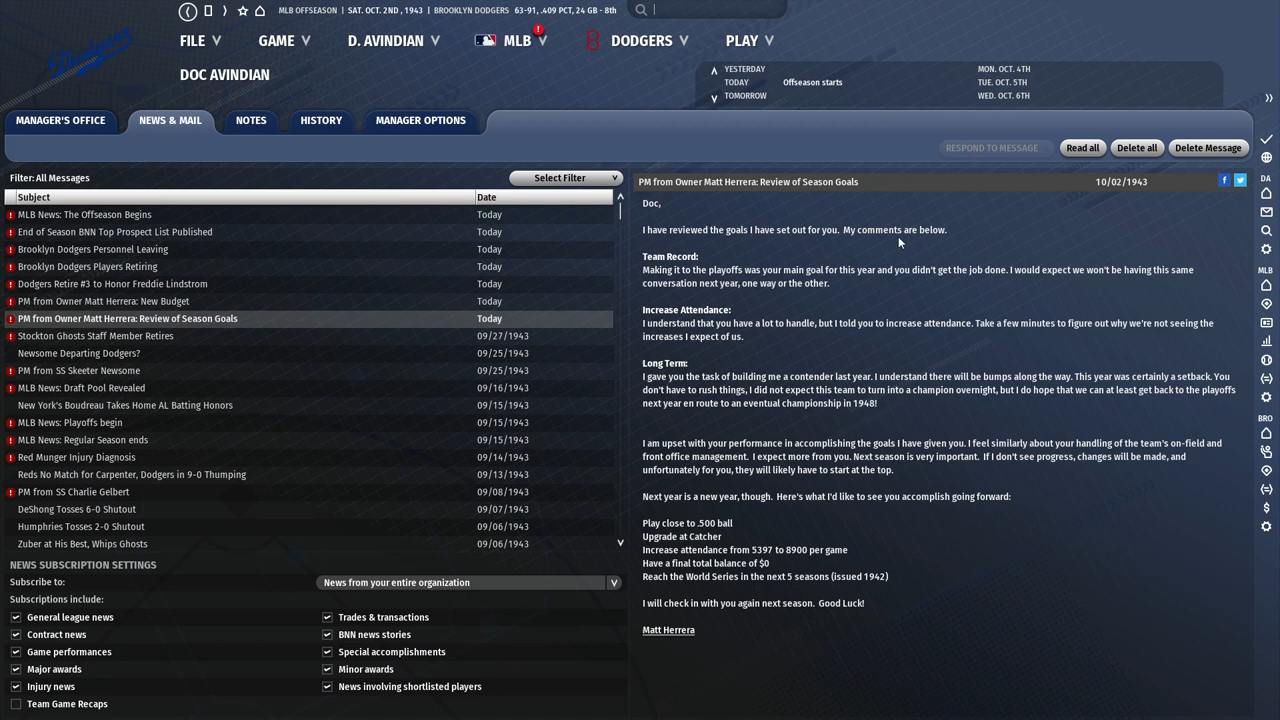 MLB OFFSEASON | SAT. OCT. 2ND , 1943 | BROOKLYN DODGERS 63-91, .409 PCT, 24 GB - 8th
FILE GAME D. AVINDIAN MLB DODGERS PLAY
Dodgers
DOC AVINDIAN
YESTERDAY MON. OCT. 4TH
TODAY Offseason starts TUE. OCT. 5TH
TOMORROW WED. OCT. 6TH
MANAGER'S OFFICE NEWS & MAIL NOTES HISTORY MANAGER OPTIONS
RESPOND TO MESSAGE Read all Delete all Delete Message
Filter: All Messages Select Filter
Subject Date
MLB News: The Offseason Begins Today
End of Season BNN Top Prospect List Published Today
Brooklyn Dodgers Personnel Leaving Today
Brooklyn Dodgers Players Retiring Today
Dodgers Retire #3 to Honor Freddie Lindstrom Today
PM from Owner Matt Herrera: New Budget Today
PM from Owner Matt Herrera: Review of Season Goals Today
Stockton Ghosts Staff Member Retires 09/27/1943
Newsome Departing Dodgers? 09/25/1943
PM from SS Skeeter Newsome 09/25/1943
MLB News: Draft Pool Revealed 09/16/1943
New York's Boudreau Takes Home AL Batting Honors 09/15/1943
MLB News: Playoffs begin 09/15/1943
MLB News: Regular Season ends 09/15/1943
Red Munger Injury Diagnosis 09/14/1943
Reds No Match for Carpenter, Dodgers in 9-0 Thumping 09/13/1943
PM from SS Charlie Gelbert 09/08/1943
DeShong Tosses 6-0 Shutout 09/07/1943
Humphries Tosses 2-0 Shutout 09/06/1943
Zuber at His Best, Whips Ghosts 09/06/1943
NEWS SUBSCRIPTION SETTINGS
Subscribe to: News from your entire organization
Subscriptions include:
General league news Trades & transactions
Contract news BNN news stories
Game performances Special accomplishments
Major awards Minor awards
Injury news News involving shortlisted players
Team Game Recaps
PM from Owner Matt Herrera: Review of Season Goals 10/02/1943
Doc,
I have reviewed the goals I have set out for you. My comments are below.
Team Record:
Making it to the playoffs was your main goal for this year and you didn't get the job done. I would expect we won't be having this same
conversation next year, one way or the other.
Increase Attendance:
I understand that you have a lot to handle, but I told you to increase attendance. Take a few minutes to figure out why we're not seeing the
increases I expect of us.
Long Term:
I gave you the task of building me a contender last year. I understand there will be bumps along the way. This year was certainly a setback. You
don't have to rush things, I did not expect this team to turn into a champion overnight, but I do hope that we can at least get back to the playoffs
next year en route to an eventual championship in 1948!
I am upset with your performance in accomplishing the goals I have given you. I feel similarly about your handling of the team's on-field and
front office management. I expect more from you. Next season is very important. If I don't see progress, changes will be made, and
unfortunately for you, they will likely have to start at the top.
Next year is a new year, though. Here's what I'd like to see you accomplish going forward:
Play close to .500 ball
Upgrade at Catcher
Increase attendance from 5397 to 8900 per game
Have a final total balance of $0
Reach the World Series in the next 5 seasons (issued 1942)
I will check in with you again next season. Good Luck!
Matt Herrera
DA
MLB
BRO